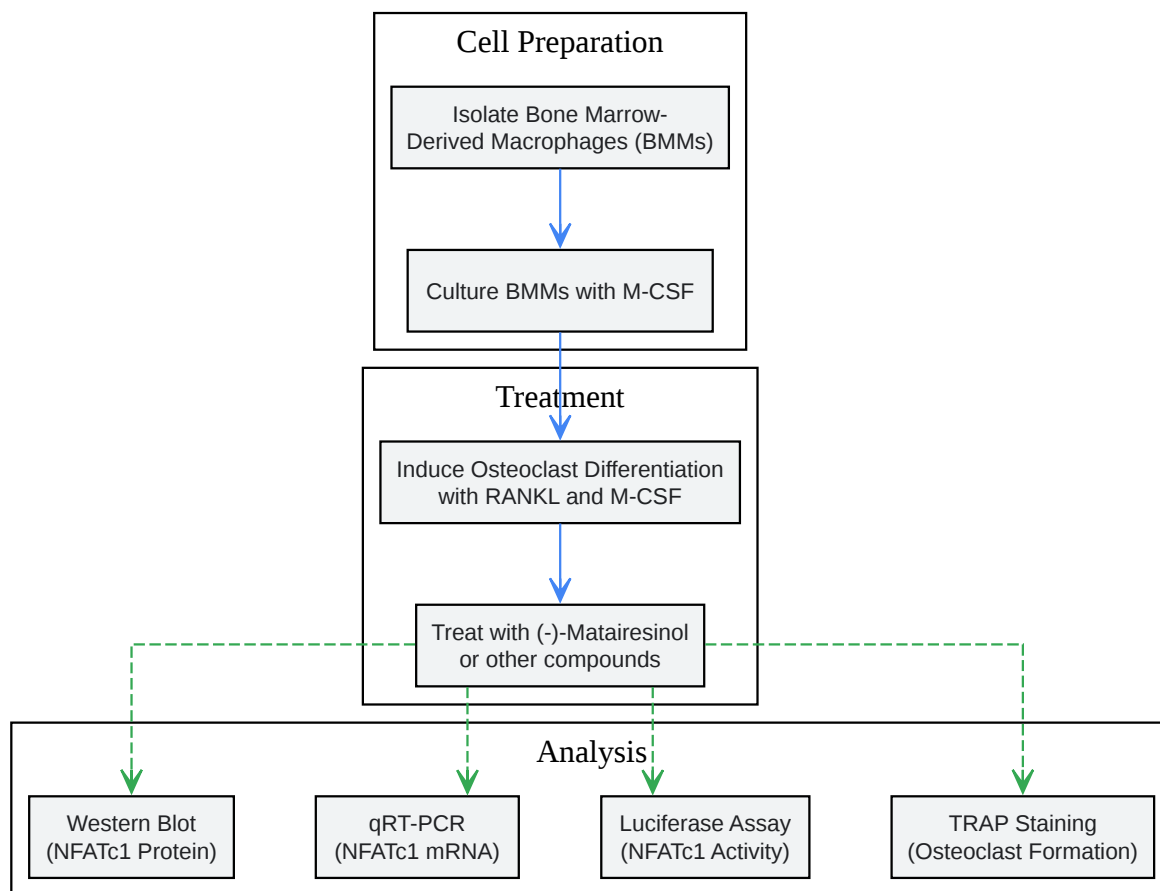 Cell Preparation
Isolate Bone Marrow-
Derived Macrophages (BMMs)
Culture BMMs with M-CSF
Treatment
Induce Osteoclast Differentiation
with RANKL and M-CSF
Treat with (-)-Matairesinol
or other compounds
Analysis
Western Blot
(NFATc1 Protein)
qRT-PCR
(NFATc1 mRNA)
Luciferase Assay
(NFATc1 Activity)
TRAP Staining
(Osteoclast Formation)